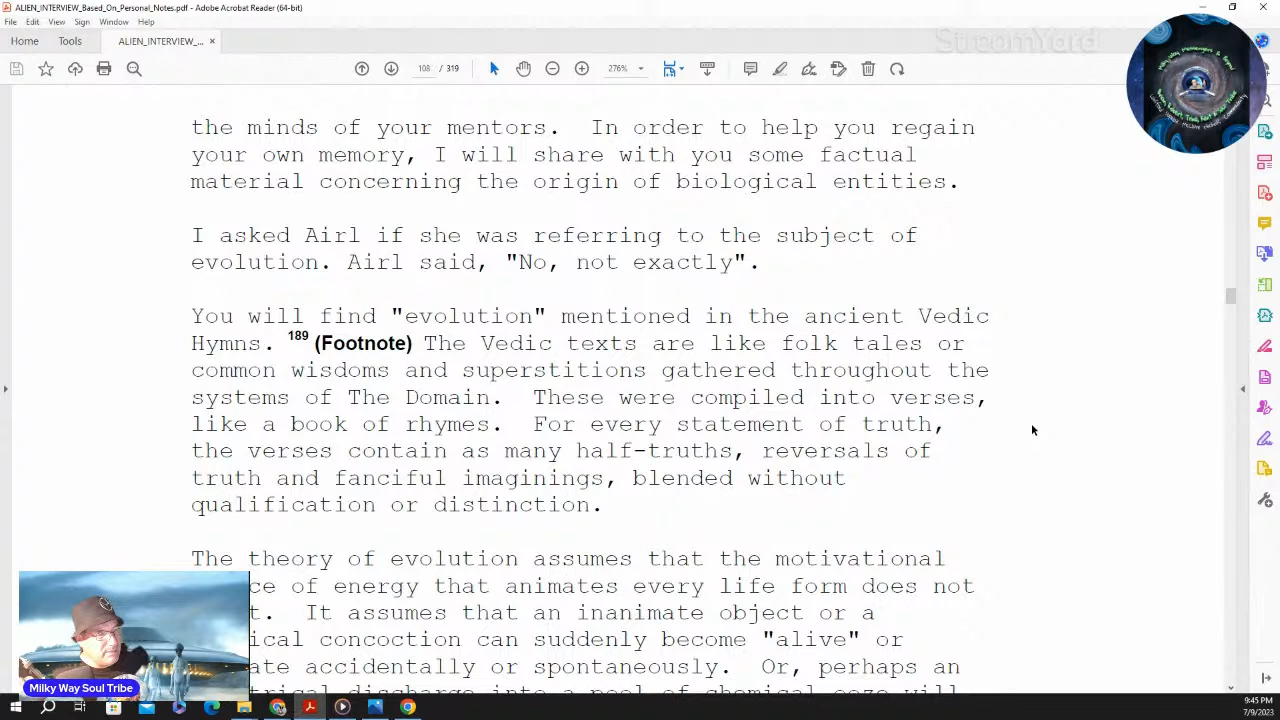 ALIEN_INTERVIEW_Based_On_Personal_Notes.pdf - Adobe Acrobat Reader (64-bit)
File Edit View Sign Window Help
Home Tools ALIEN_INTERVIEW_... ×
StreamYard
108 / 319 276%
the minds of your mentors. In order to help you regain
your own memory, I will share with you some factual
material concerning the origin of biological entities.
I asked Airl if she was referring to the subject of
evolution. Airl said, "No, not exactly".
You will find "evolution" mentioned in the ancient Vedic
Hymns. 189 (Footnote) The Vedic texts are like folk tales or
common wisdoms and superstitions gathered throughout the
systems of The Domain. These were compiled into verses,
like a book of rhymes. For every statement of truth,
the verses contain as many half-truths, reversals of
truth and fanciful imaginings, blended without
qualification or distinction.
The theory of evolution assumes that the motivational
ce of energy that animates every life form does not
t. It assumes that an inanimate object or a
ical concoction can suddenly become "alive" or
ate accidentally or spontaneously. Or, perhaps an
trical discharge into a pool of chemical ooze will
Milky Way Soul Tribe
9:45 PM
7/9/2023